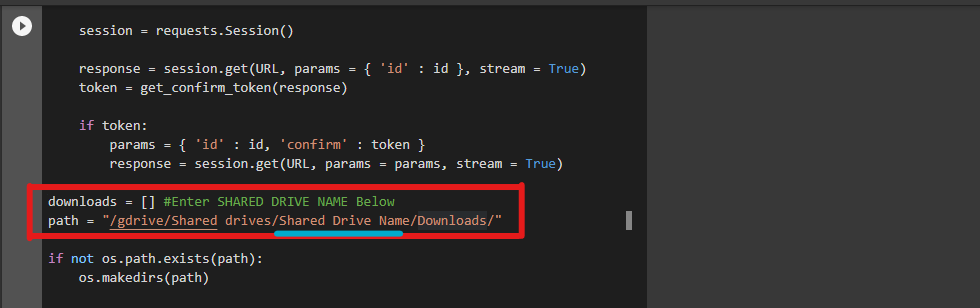 session = requests.Session()
response = session.get(URL, params = { 'id' : id }, stream = True)
token = get_confirm_token(response)
if token:
params = { 'id' : id, 'confirm' : token }
response = session.get(URL, params = params, stream = True)
downloads = [] #Enter SHARED DRIVE NAME Below
path = "/gdrive/Shared drives/Shared Drive Name/Downloads/"
if not os.path.exists(path):
os.makedirs(path)